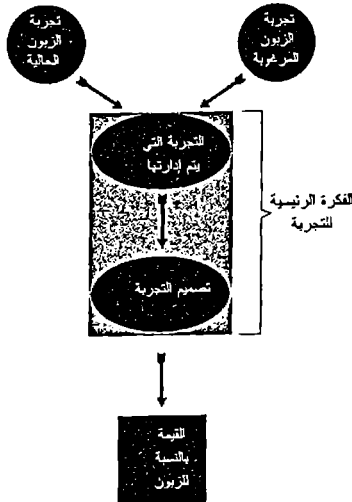 تجربة
الزبون
المرغوبة
تجربة
الزبون
الحالية
التجربة التي
يتم إدارتها
الفكرة الرئيسية
للتجربة
تصميم التجربة
القيمة
بالنسبة
للزبون